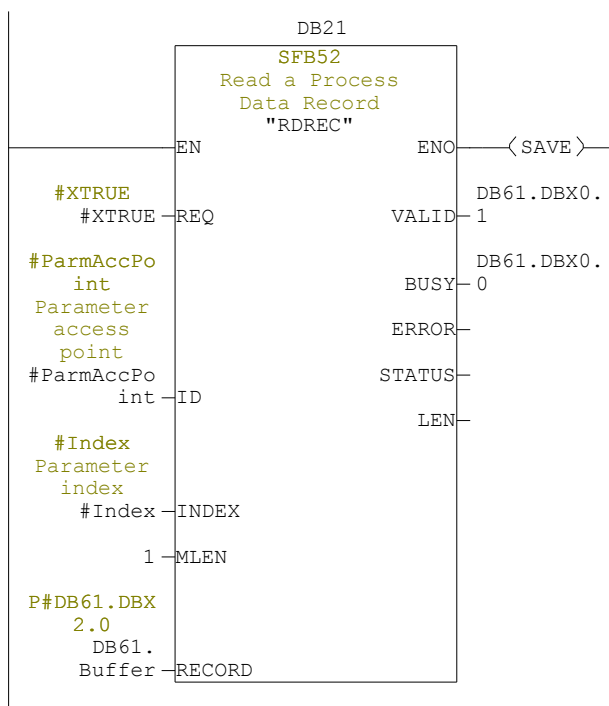 DB21
SFB52
Read a Process
Data Record
"RDREC"
EN
ENO
SAVE
#XTRUE
#XTRUE
REQ
VALID
DB61.DBX0.
1
#ParmAccPo
int
Parameter
access
point
#ParmAccPo
int
ID
BUSY
DB61.DBX0.
0
ERROR
STATUS
LEN
#Index
Parameter
index
#Index
INDEX
1
MLEN
P#DB61.DBX
2.0
DB61.
Buffer
RECORD